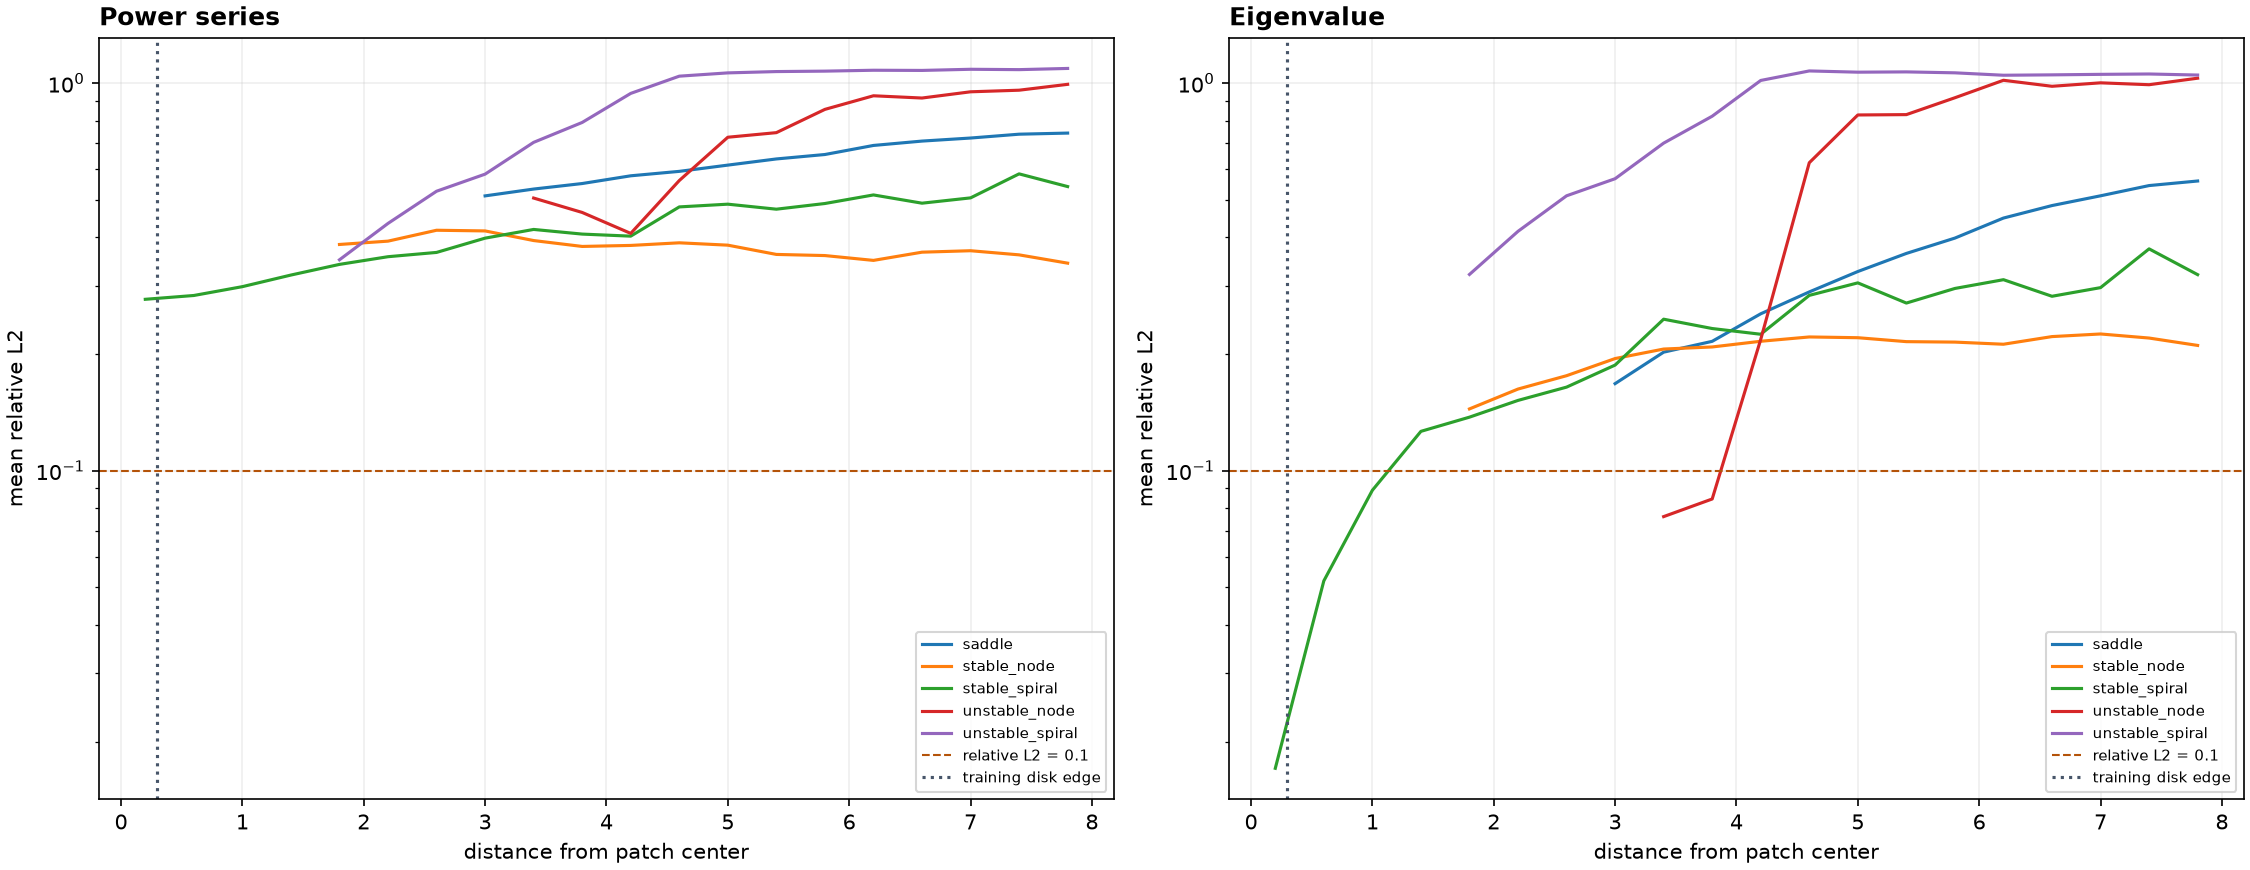 Power series
mean relative L2
10⁰
10⁻¹
saddle
stable_node
stable_spiral
unstable_node
unstable_spiral
relative L2 = 0.1
training disk edge
0 1 2 3 4 5 6 7 8
distance from patch center
Eigenvalue
mean relative L2
10⁰
10⁻¹
saddle
stable_node
stable_spiral
unstable_node
unstable_spiral
relative L2 = 0.1
training disk edge
0 1 2 3 4 5 6 7 8
distance from patch center